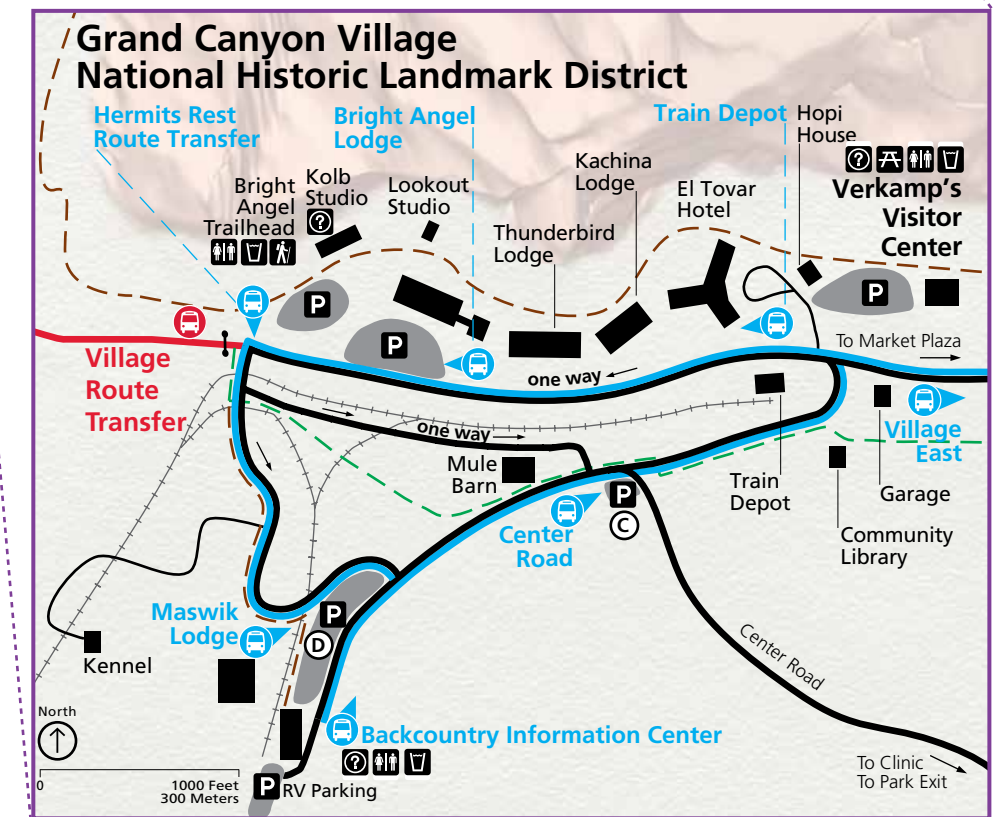 Grand Canyon Village
National Historic Landmark District
Hermits Rest
Route Transfer
Bright Angel
Lodge
Train Depot
Hopi
House
Kachina
Lodge
Verkamp's
Visitor
Center
Bright
Angel
Trailhead
Kolb
Studio
Lookout
Studio
El Tovar
Hotel
Thunderbird
Lodge
P
P
P
To Market Plaza
Village
Route
Transfer
one way
one way
Village
East
Mule
Barn
Train
Depot
Garage
P
C
Center
Road
Community
Library
Maswik
Lodge
P
D
Kennel
Center Road
North
Backcountry Information Center
To Clinic
To Park Exit
0
1000 Feet
300 Meters
P
RV Parking